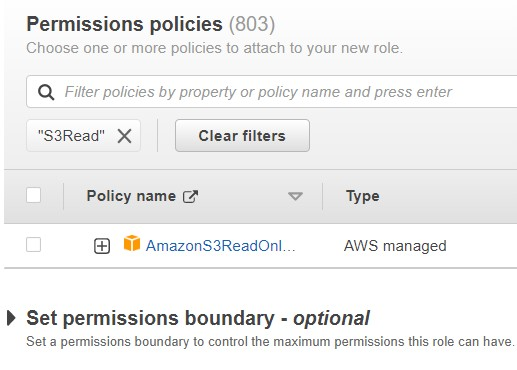 Permissions policies (803)
Choose one or more policies to attach to your new role.
Filter policies by property or policy name and press enter
"S3Read"
Clear filters
Policy name Type
AmazonS3ReadOnl... AWS managed
Set permissions boundary - optional
Set a permissions boundary to control the maximum permissions this role can have.